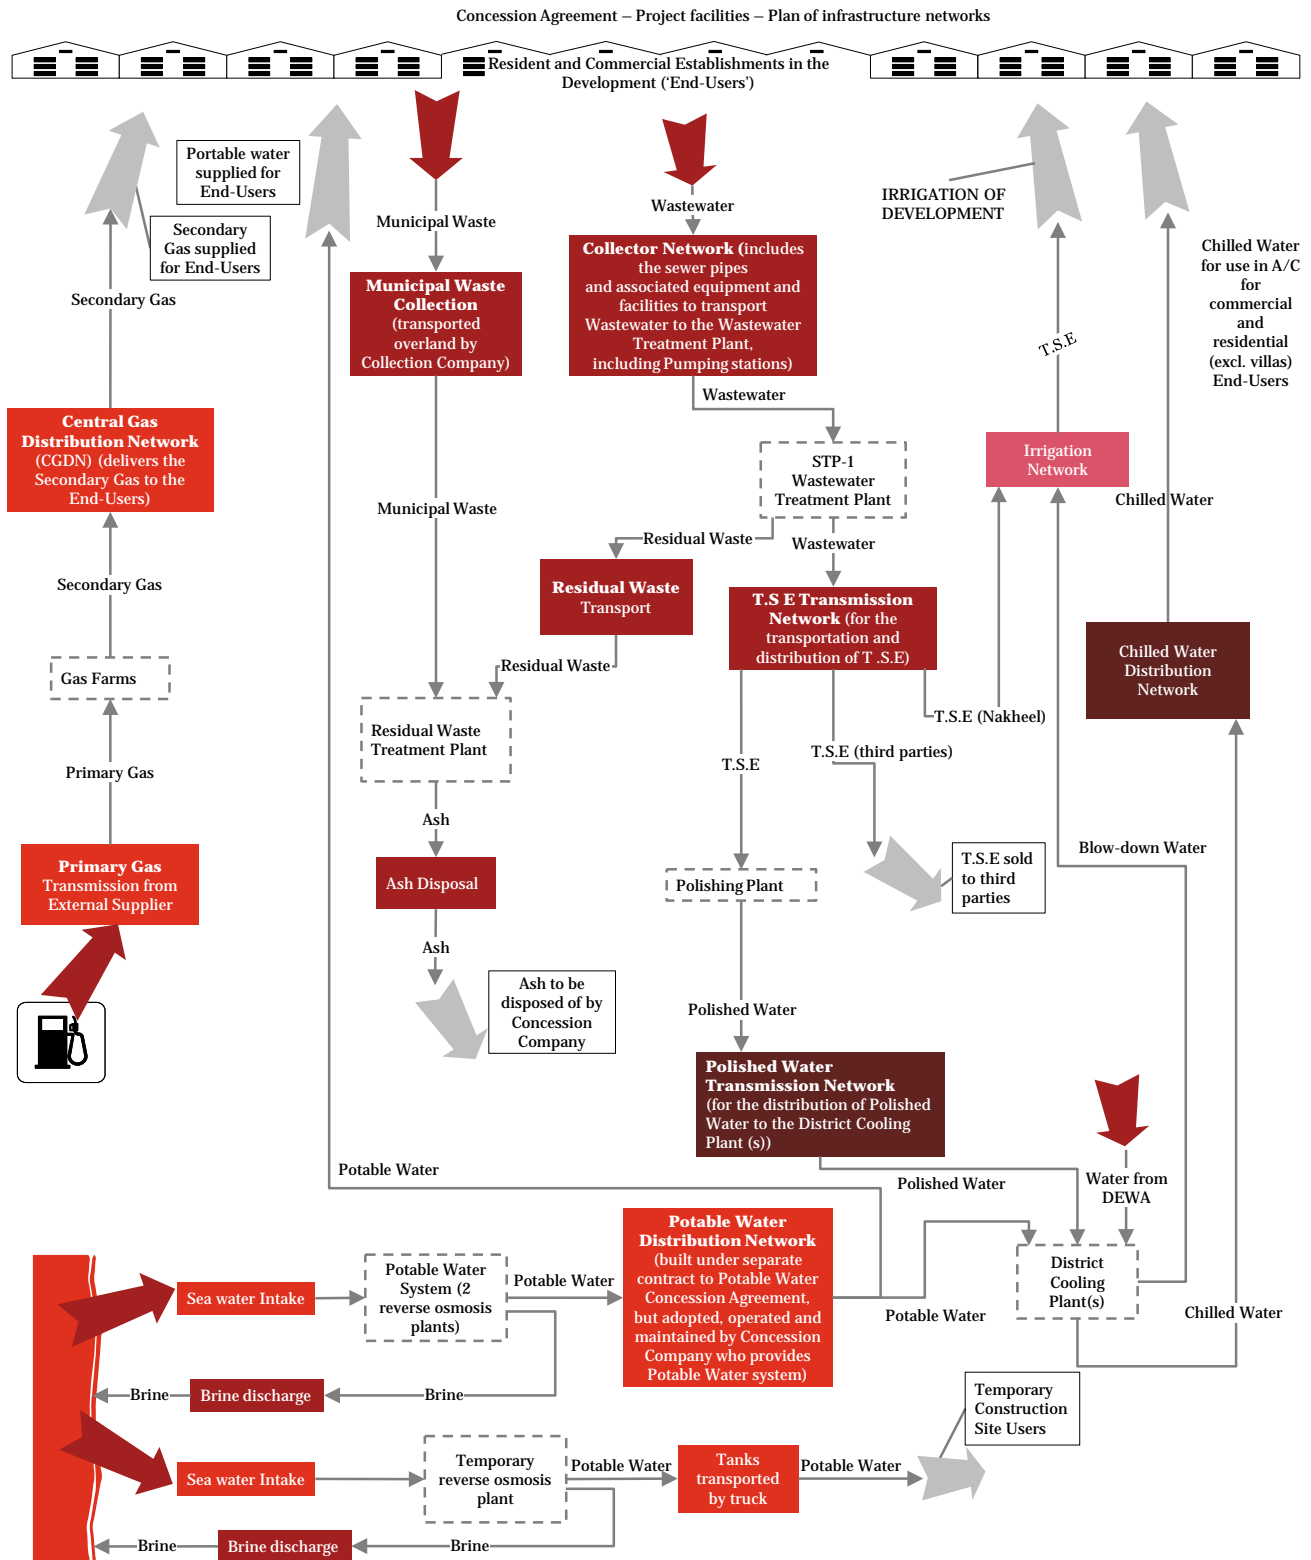 Concession Agreement – Project facilities – Plan of infrastructure networks
Resident and Commercial Establishments in the
Development (‘End-Users’)
Portable water
supplied for
End-Users
Secondary
Gas supplied
for End-Users
Secondary Gas
Central Gas
Distribution Network
(CGDN) (delivers the
Secondary Gas to the
End-Users)
Secondary Gas
Gas Farms
Primary Gas
Primary Gas
Transmission from
External Supplier
Municipal Waste
Municipal Waste
Collection
(transported
overland by
Collection Company)
Municipal Waste
Wastewater
Collector Network (includes
the sewer pipes
and associated equipment and
facilities to transport
Wastewater to the Wastewater
Treatment Plant,
including Pumping stations)
Wastewater
STP-1
Wastewater
Treatment Plant
Residual Waste
Wastewater
Residual Waste
Transport
Residual Waste
Residual Waste
Treatment Plant
Ash
Ash Disposal
Ash
Ash to be
disposed of by
Concession
Company
T.S E Transmission
Network (for the
transportation and
distribution of T .S.E)
T.S.E
T.S.E (third parties)
T.S.E (Nakheel)
T.S.E sold
to third
parties
Polishing Plant
Polished Water
Polished Water
Transmission Network
(for the distribution of Polished
Water to the District Cooling
Plant (s))
Polished Water
IRRIGATION OF
DEVELOPMENT
T.S.E
Irrigation
Network
Blow-down Water
Chilled Water
for use in A/C
for
commercial
and
residential
(excl. villas)
End-Users
Chilled Water
Chilled Water
Distribution
Network
Water from
DEWA
District
Cooling
Plant(s)
Chilled Water
Potable Water
Sea water Intake
Potable Water
System (2
reverse osmosis
plants)
Potable Water
Potable Water
Distribution Network
(built under separate
contract to Potable Water
Concession Agreement,
but adopted, operated and
maintained by Concession
Company who provides
Potable Water system)
Potable Water
Brine
Brine discharge
Brine
Sea water Intake
Temporary
reverse osmosis
plant
Potable Water
Tanks
transported
by truck
Potable Water
Temporary
Construction
Site Users
Brine
Brine discharge
Brine